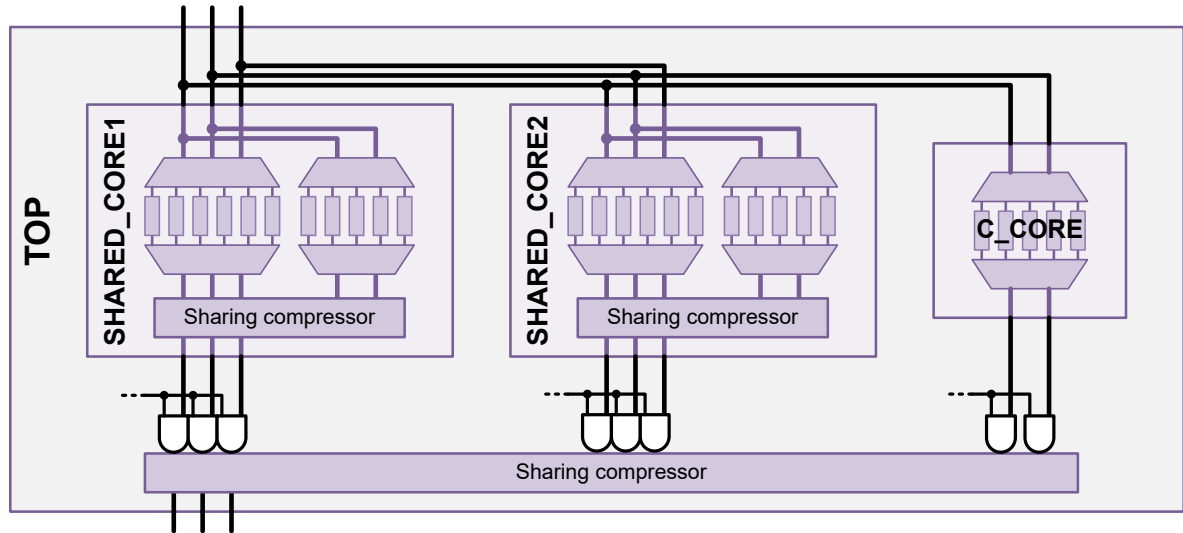 TOP
SHARED_CORE1
SHARED_CORE2
C_CORE
Sharing compressor
Sharing compressor
Sharing compressor